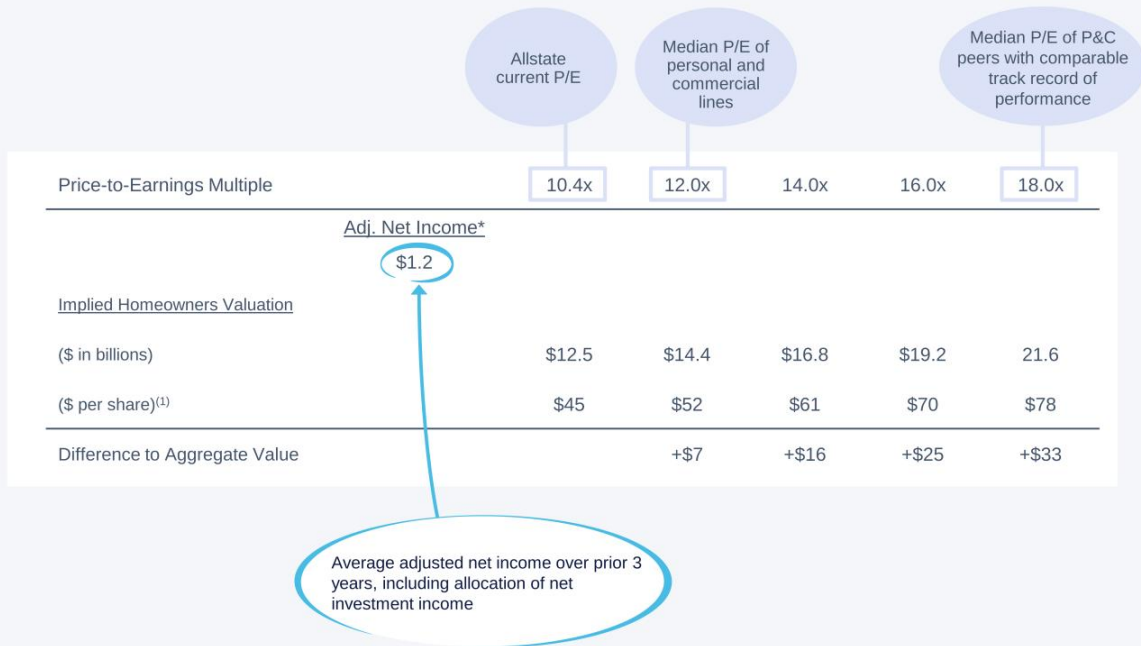 Allstate
current P/E
Median P/E of
personal and
commercial
lines
Median P/E of P&C
peers with comparable
track record of
performance
Price-to-Earnings Multiple 10.4x 12.0x 14.0x 16.0x 18.0x
Adj. Net Income*
$1.2
Implied Homeowners Valuation
($ in billions) $12.5 $14.4 $16.8 $19.2 21.6
($ per share)(1) $45 $52 $61 $70 $78
Difference to Aggregate Value +$7 +$16 +$25 +$33
Average adjusted net income over prior 3
years, including allocation of net
investment income